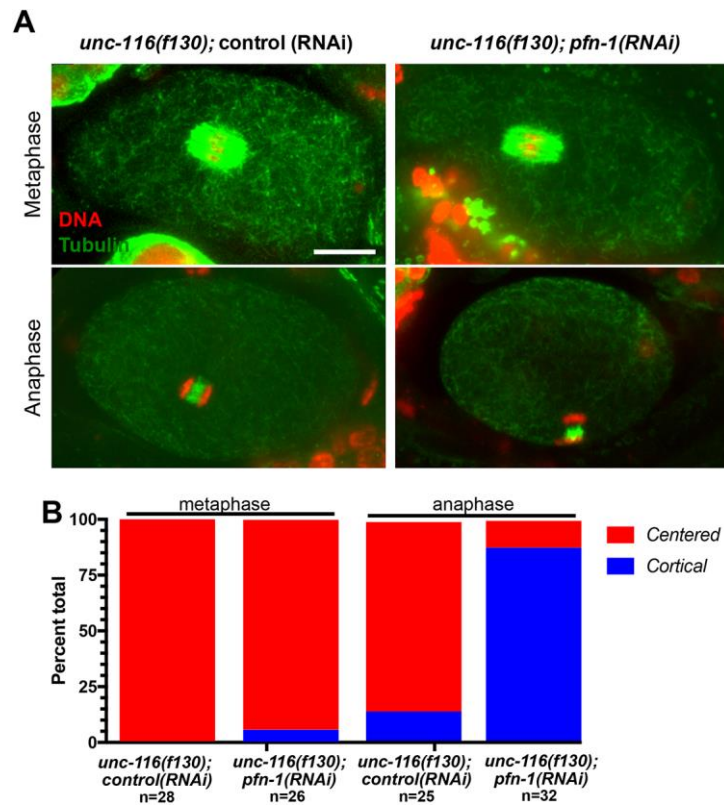 A
unc-116(f130); control (RNAi)
unc-116(f130); pfn-1(RNAi)
Metaphase
DNA
Tubulin
Anaphase
B
metaphase
anaphase
Centered
Cortical
Percent total
100
75
50
25
0
unc-116(f130);
control(RNAi)
n=28
unc-116(f130);
pfn-1(RNAi)
n=26
unc-116(f130);
control(RNAi)
n=25
unc-116(f130);
pfn-1(RNAi)
n=32